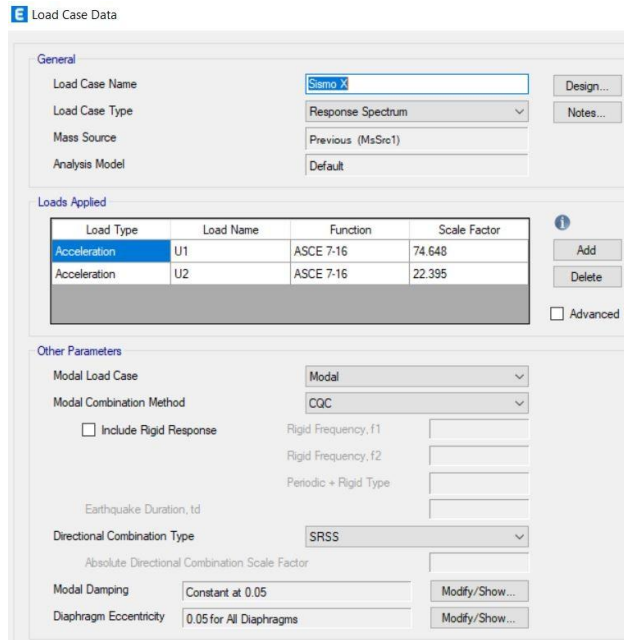 E Load Case Data
General
Load Case Name Sismo X Design...
Load Case Type Response Spectrum Notes...
Mass Source Previous (MsSrc1)
Analysis Model Default
Loads Applied
Load Type Load Name Function Scale Factor
Acceleration U1 ASCE 7-16 74.648 Add
Acceleration U2 ASCE 7-16 22.395 Delete
Advanced
Other Parameters
Modal Load Case Modal
Modal Combination Method CQC
Include Rigid Response Rigid Frequency, f1
Rigid Frequency, f2
Periodic + Rigid Type
Earthquake Duration, td
Directional Combination Type SRSS
Absolute Directional Combination Scale Factor
Modal Damping Constant at 0.05 Modify/Show...
Diaphragm Eccentricity 0.05 for All Diaphragms Modify/Show...